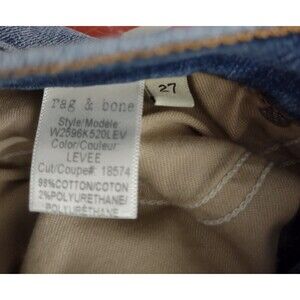 rag & bone
Style/Modele:
W2596K520LEV
Color/Couleur
LEVEE
Cut/Coupe#: 18574
98%COTTON/COTON
2%POLYURETHANE/
POLYURETHANE
27